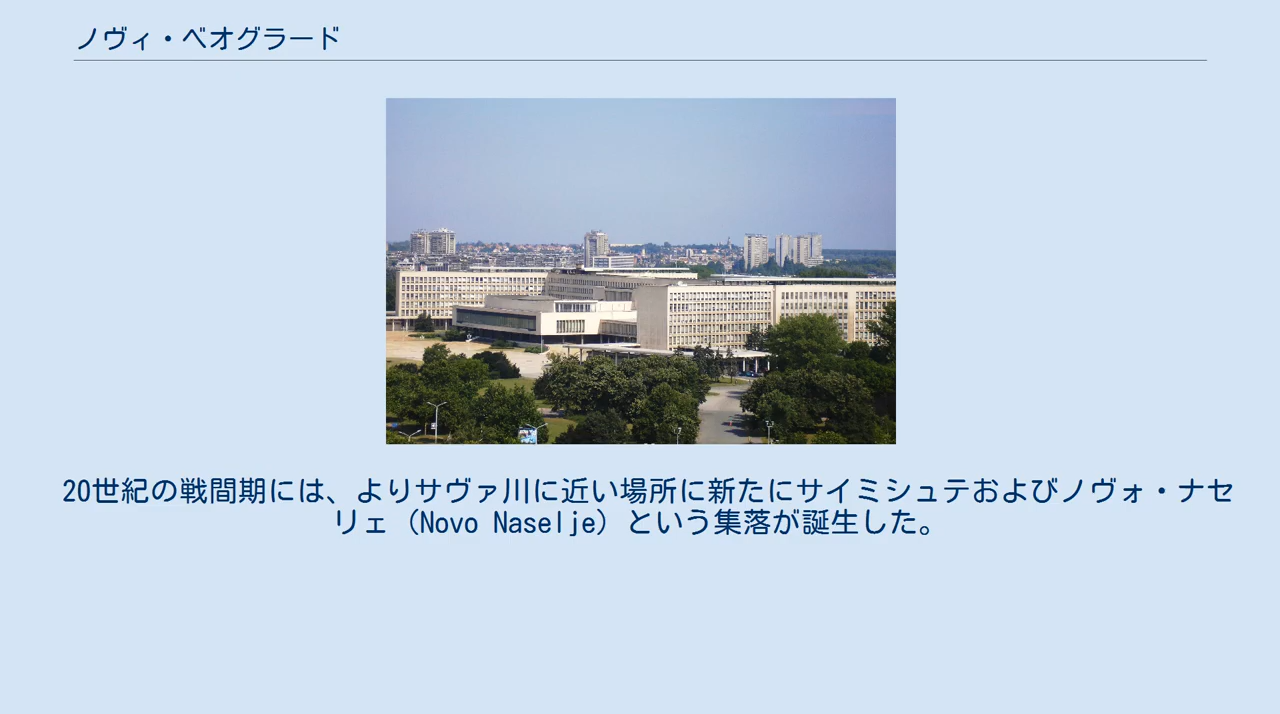 ノヴィ・ベオグラード
20世紀の戦間期には、よりサヴァ川に近い場所に新たにサイミシュテおよびノヴォ・ナセ
リェ（Novo Naselje）という集落が誕生した。